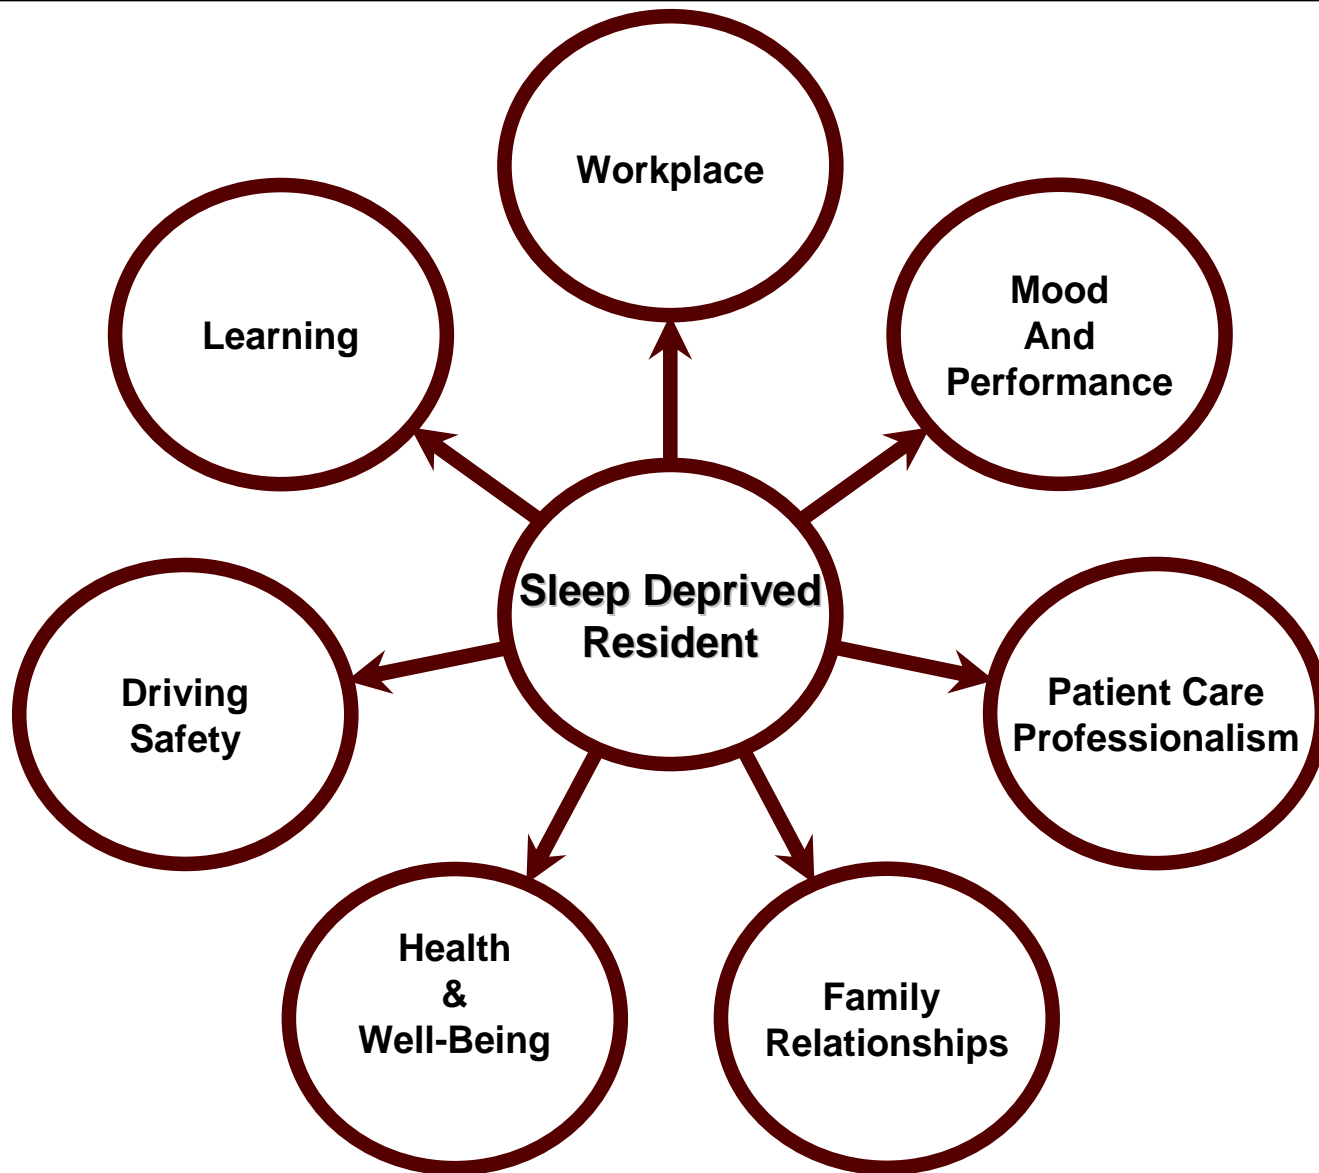 Workplace
Mood
And
Performance
Learning
Sleep Deprived
Resident
Patient Care
Professionalism
Driving
Safety
Health
&
Well-Being
Family
Relationships